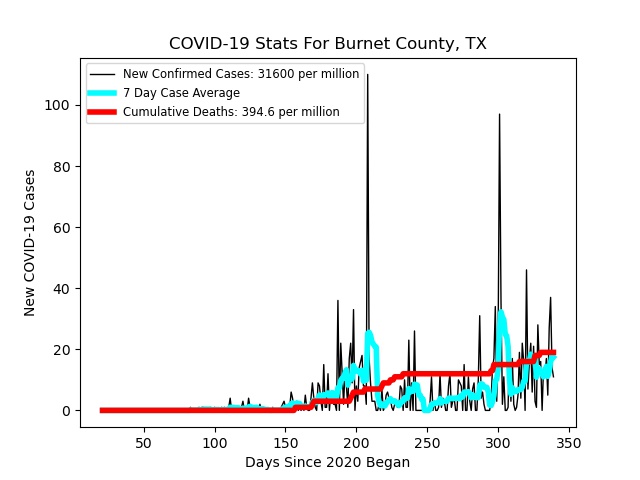 COVID-19 Stats For Burnet County, TX
New Confirmed Cases: 31600 per million
7 Day Case Average
Cumulative Deaths: 394.6 per million
New COVID-19 Cases
100
80
60
40
20
0
50 100 150 200 250 300 350
Days Since 2020 Began